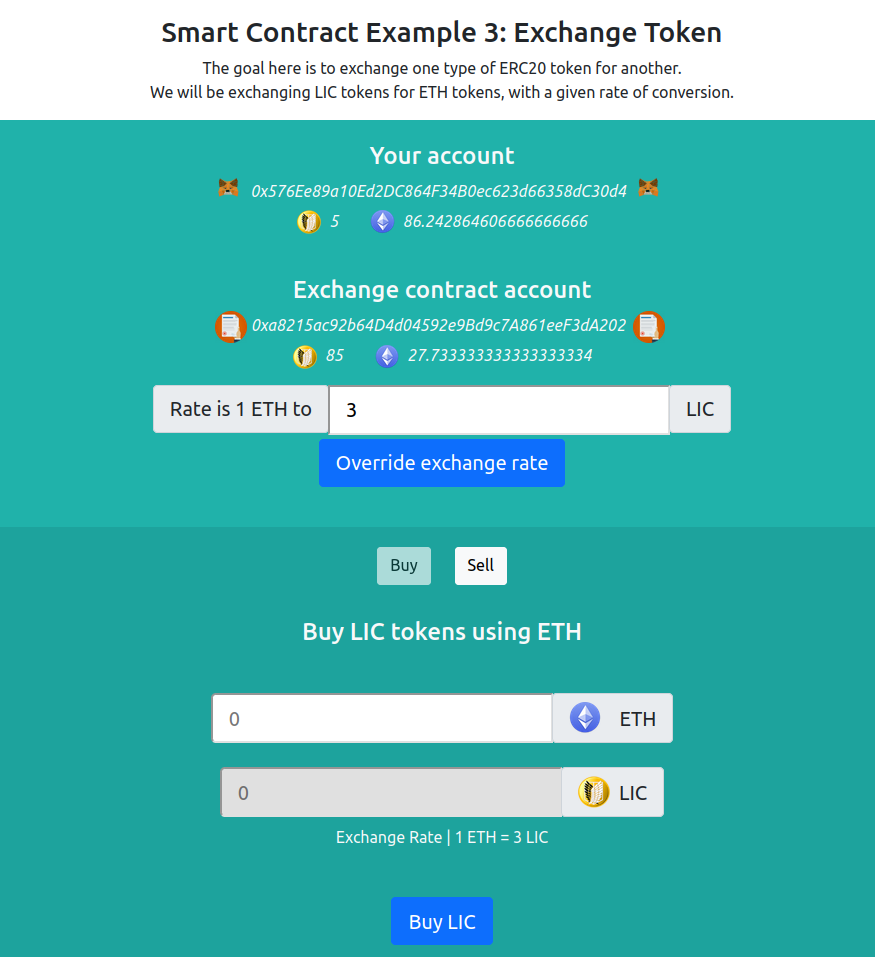 Smart Contract Example 3: Exchange Token
The goal here is to exchange one type of ERC20 token for another.
We will be exchanging LIC tokens for ETH tokens, with a given rate of conversion.
Your account
0x576Ee89a10Ed2DC864F34B0ec623d66358dC30d4
5 86.242864606666666666
Exchange contract account
0xa8215ac92b64D4d04592e9Bd9c7A861eeF3dA202
85 27.733333333333333334
Rate is 1 ETH to 3 LIC
Override exchange rate
Buy Sell
Buy LIC tokens using ETH
0 ETH
0 LIC
Exchange Rate | 1 ETH = 3 LIC
Buy LIC